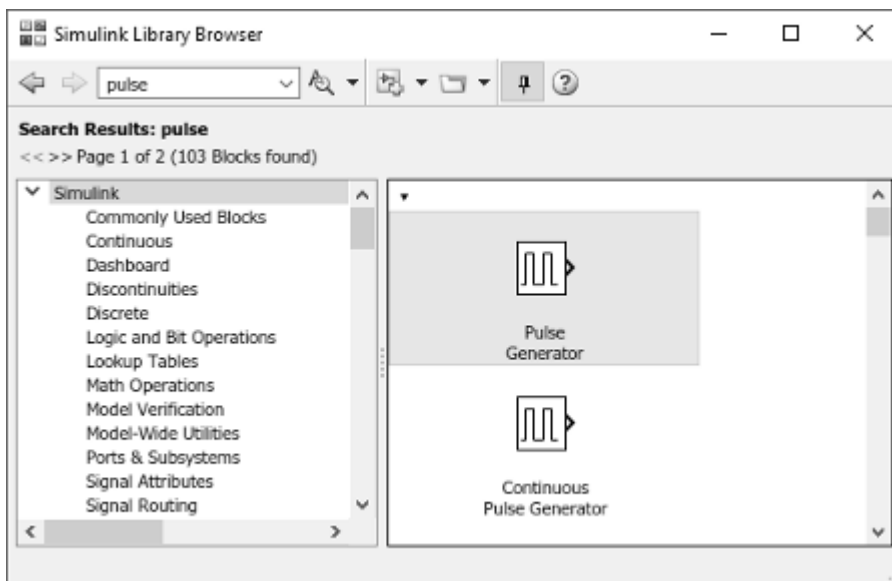 Simulink Library Browser
pulse
Search Results: pulse
<< >> Page 1 of 2 (103 Blocks found)
Simulink
Commonly Used Blocks
Continuous
Dashboard
Discontinuities
Discrete
Logic and Bit Operations
Lookup Tables
Math Operations
Model Verification
Model-Wide Utilities
Ports & Subsystems
Signal Attributes
Signal Routing
Pulse
Generator
Continuous
Pulse Generator